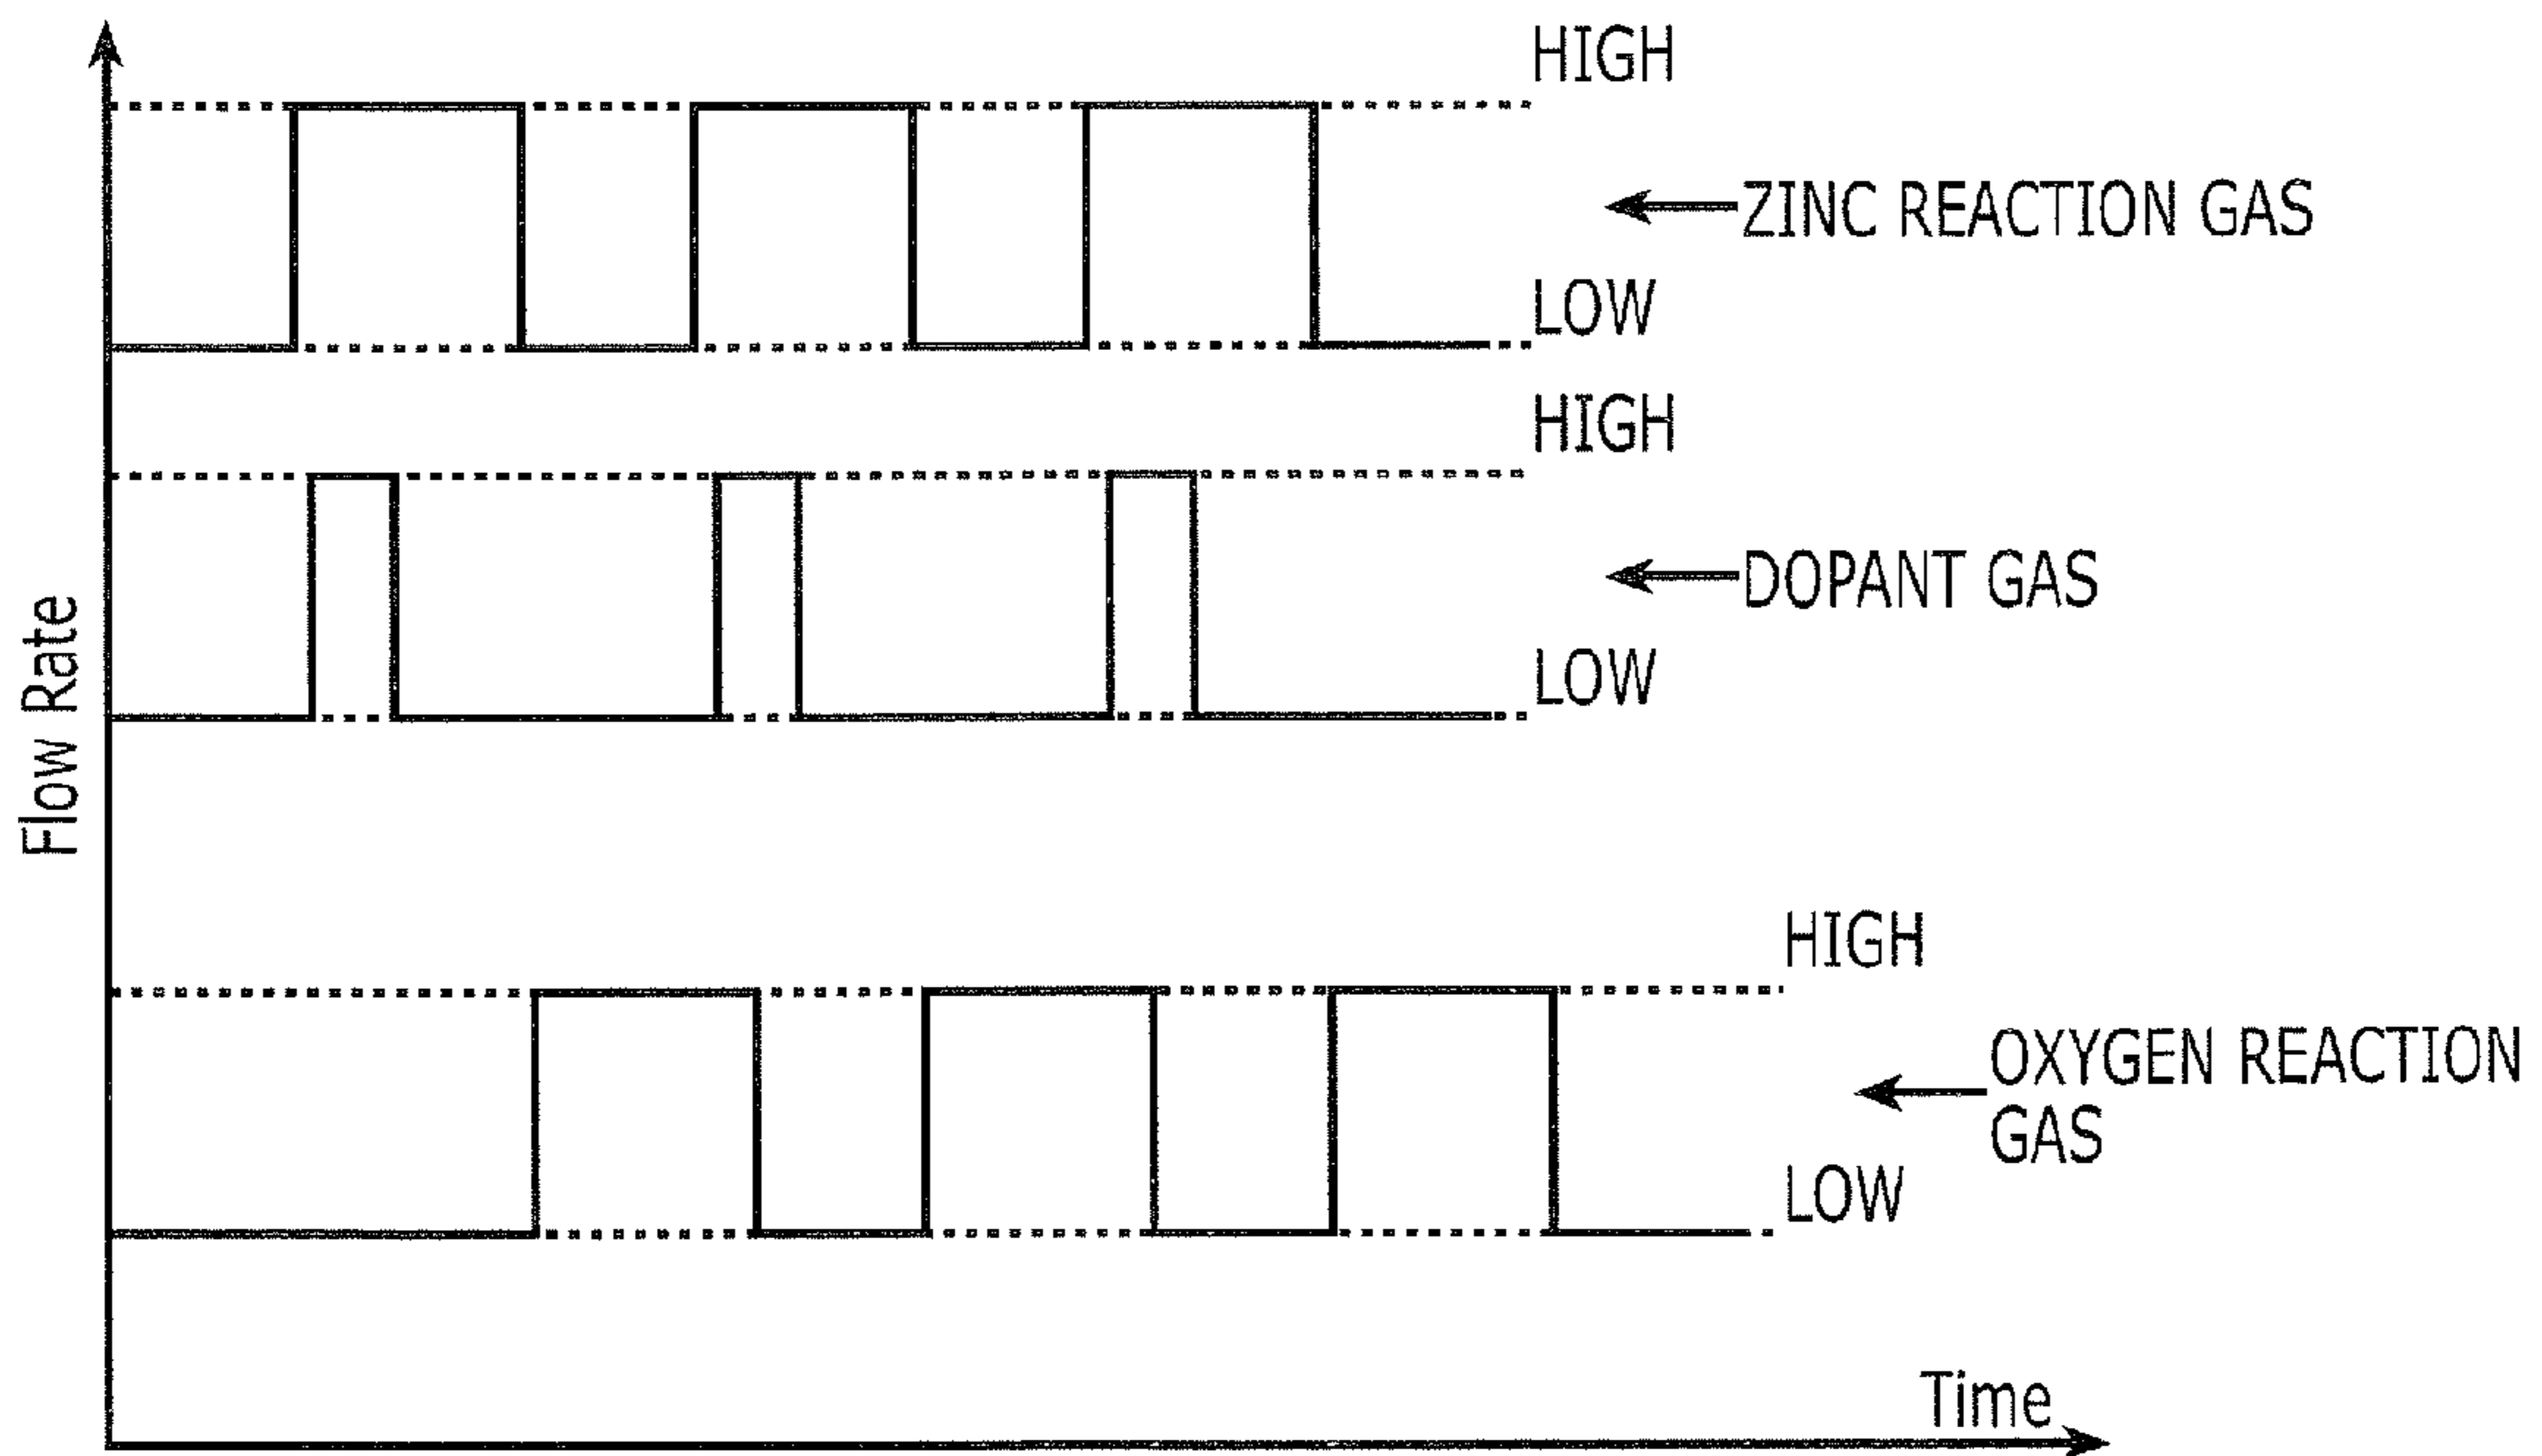 HIGH
ZINC REACTION GAS
LOW
HIGH
DOPANT GAS
LOW
Flow Rate
HIGH
OXYGEN REACTION
GAS
LOW
Time